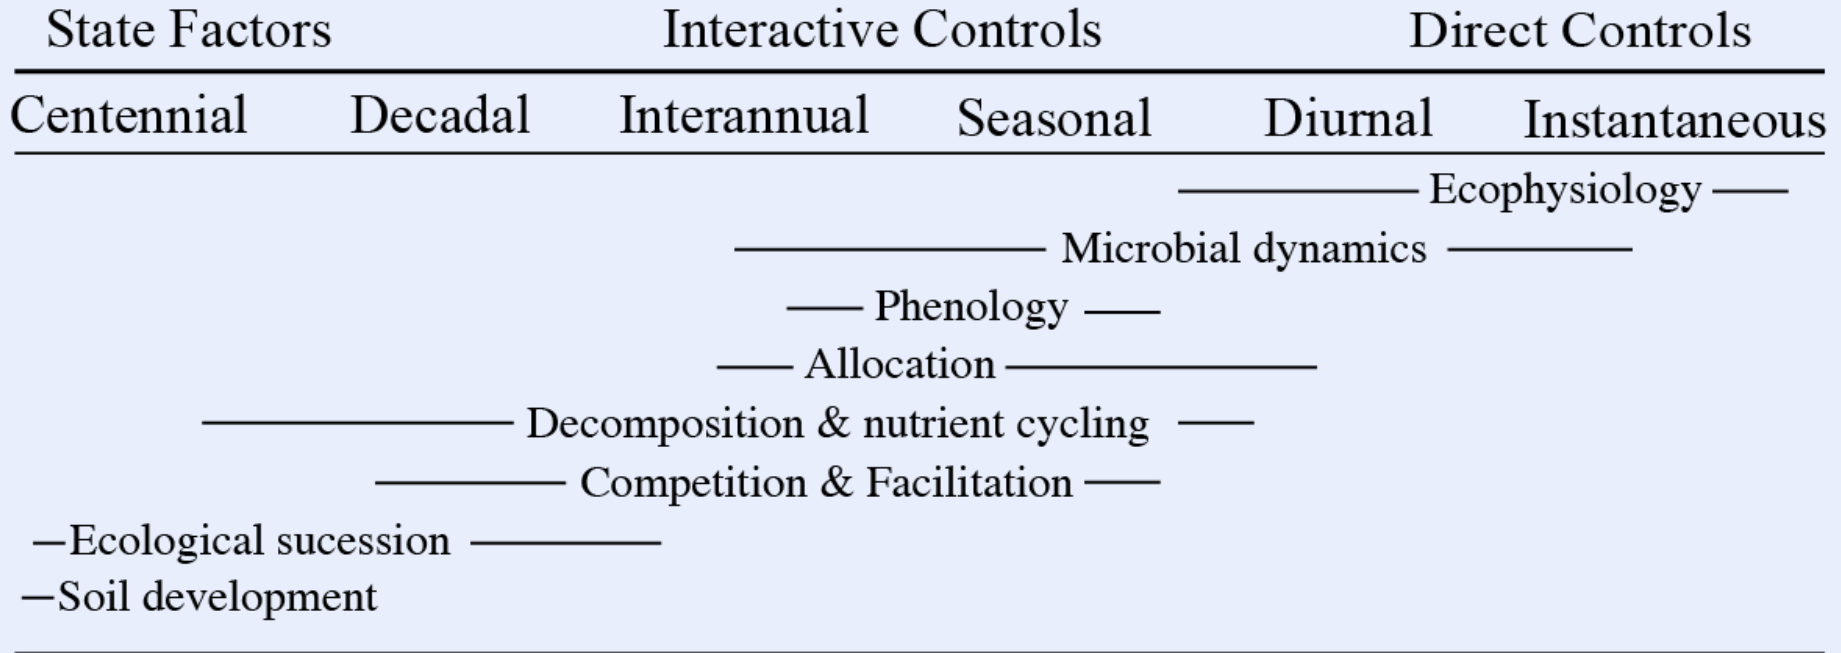 State Factors Interactive Controls Direct Controls
Centennial Decadal Interannual Seasonal Diurnal Instantaneous
Ecophysiology
Microbial dynamics
Phenology
Allocation
Decomposition & nutrient cycling
Competition & Facilitation
Ecological sucession
Soil development